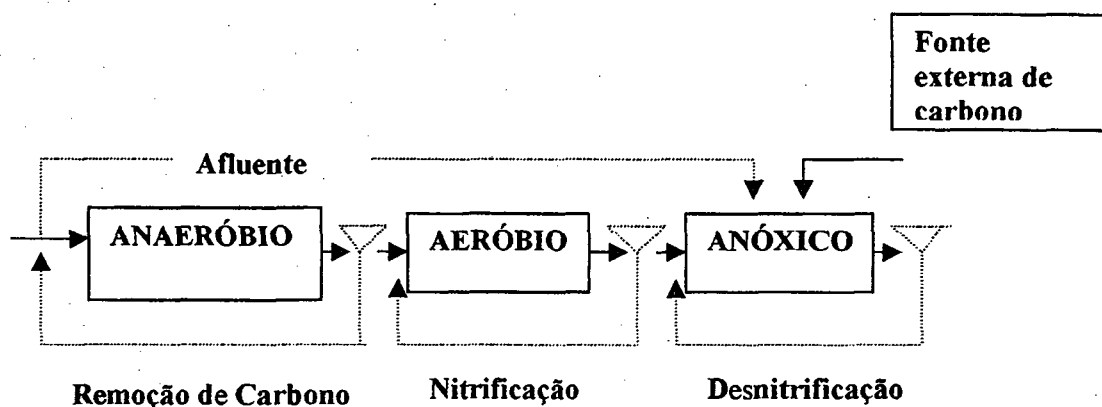 Fonte
externa de
carbono
Afluente
ANAERÓBIO
AERÓBIO
ANÓXICO
Remoção de Carbono
Nitrificação
Desnitrificação